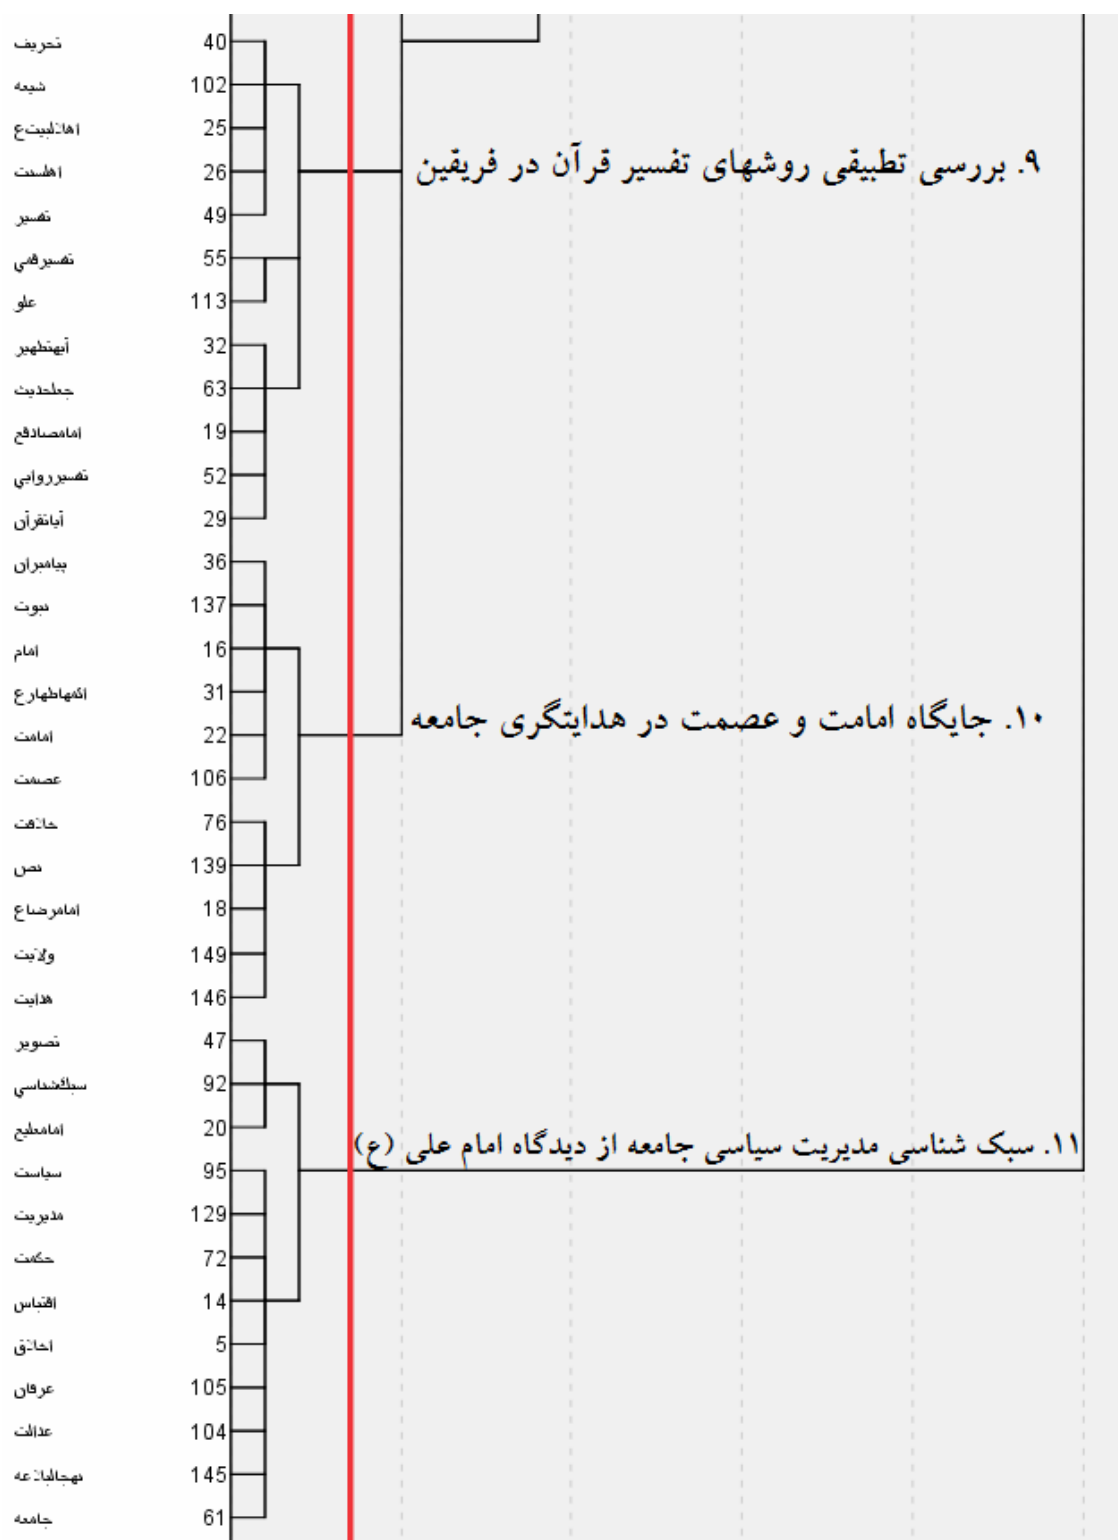 تحریف 40
شیعه 102
اهالبیتع 25
اهلسنت 26
۹. بررسی تطبیقی روشهای تفسیر قرآن در فریقین
تفسیر 49
تفسیرقمي 55
علو 113
آیهتطهیر 32
جعلحدیث 63
امامصادقع 19
تفسیرروایي 52
آیاتقرآن 29
پیامبران 36
نبوت 137
امام 16
ائمهاطهارع 31
۱۰. جایگاه امامت و عصمت در هدایتگری جامعه
امامت 22
عصمت 106
خلافت 76
نص 139
امامرضاع 18
ولایت 149
هدایت 146
تصویر 47
سبکشناسي 92
امامعلیع 20
۱۱. سبک شناسی مدیریت سیاسی جامعه از دیدگاه امام علی (ع)
سیاست 95
مدیریت 129
حکمت 72
اقتباس 14
اخلاق 5
عرفان 105
عدالت 104
نهجالبلاغه 145
جامعه 61